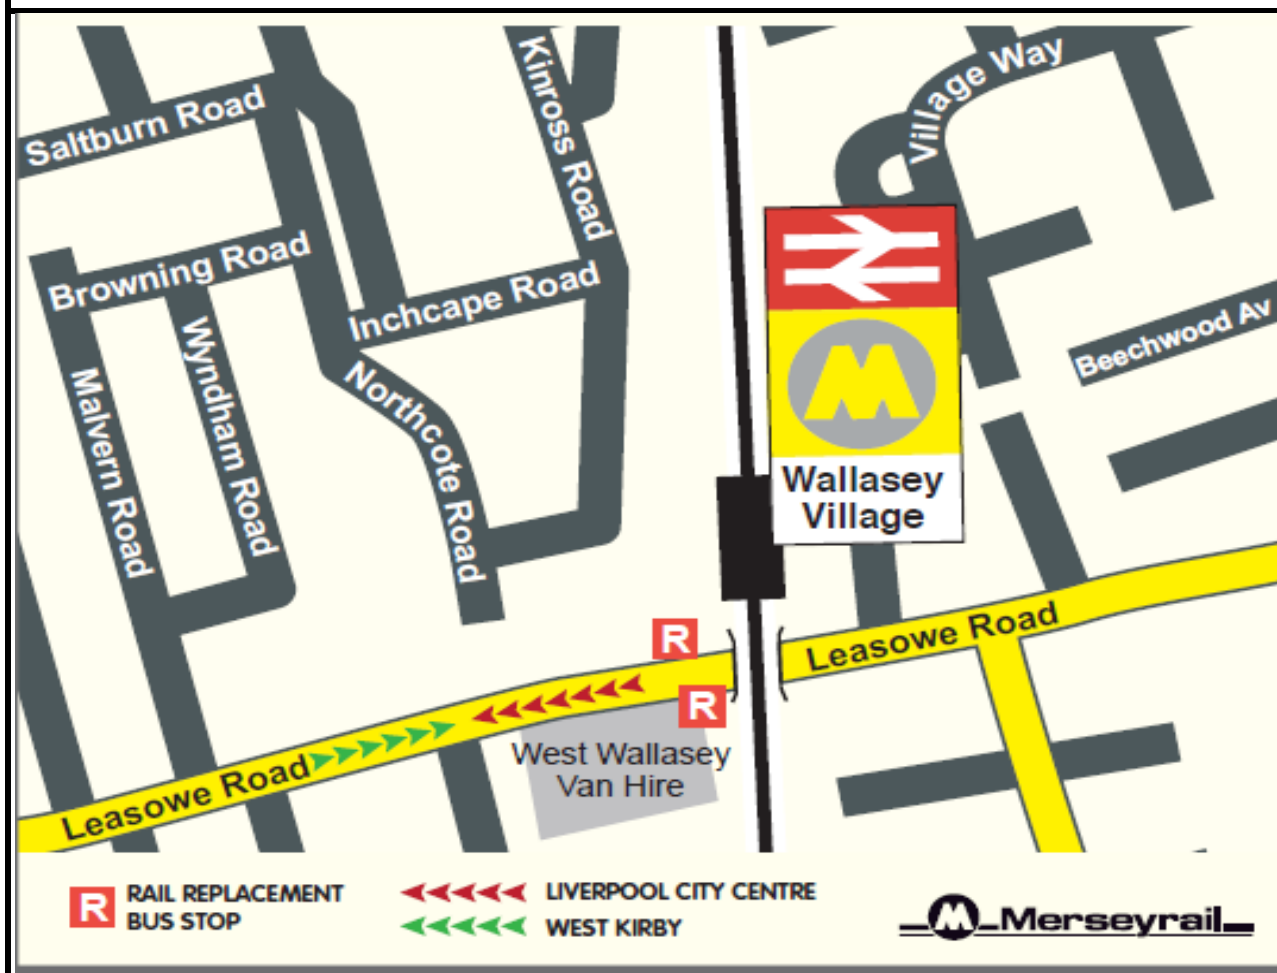 Village Way
Kinross Road
Saltburn Road
Browning Road
Inchcape Road
Beechwood Av
Wyndham Road
Malvern Road
Northcote Road
M
Wallasey
Village
R
Leasowe Road
R
West Wallasey
Van Hire
Leasowe Road
R
RAIL REPLACEMENT
BUS STOP
LIVERPOOL CITY CENTRE
WEST KIRBY
M Merseyrail